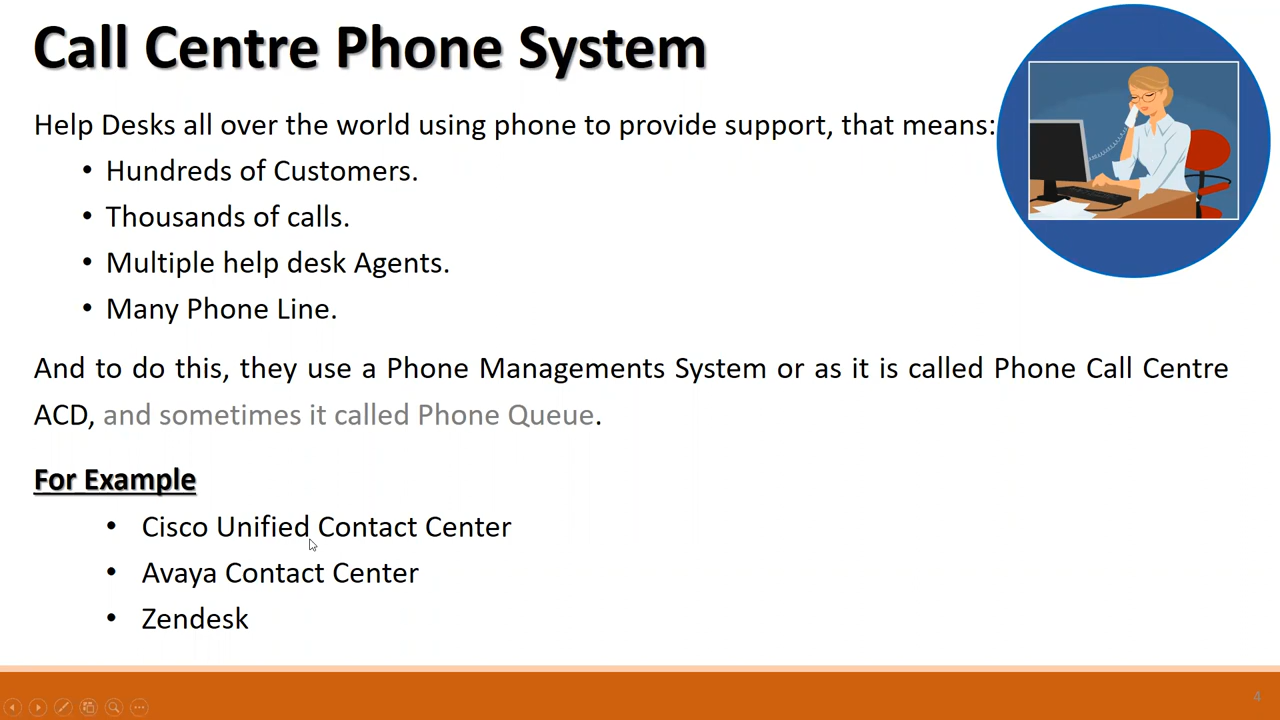 Call Centre Phone System
Help Desks all over the world using phone to provide support, that means:
• Hundreds of Customers.
• Thousands of calls.
• Multiple help desk Agents.
• Many Phone Line.
And to do this, they use a Phone Managements System or as it is called Phone Call Centre
ACD, and sometimes it called Phone Queue.
For Example
• Cisco Unified Contact Center
• Avaya Contact Center
• Zendesk
4